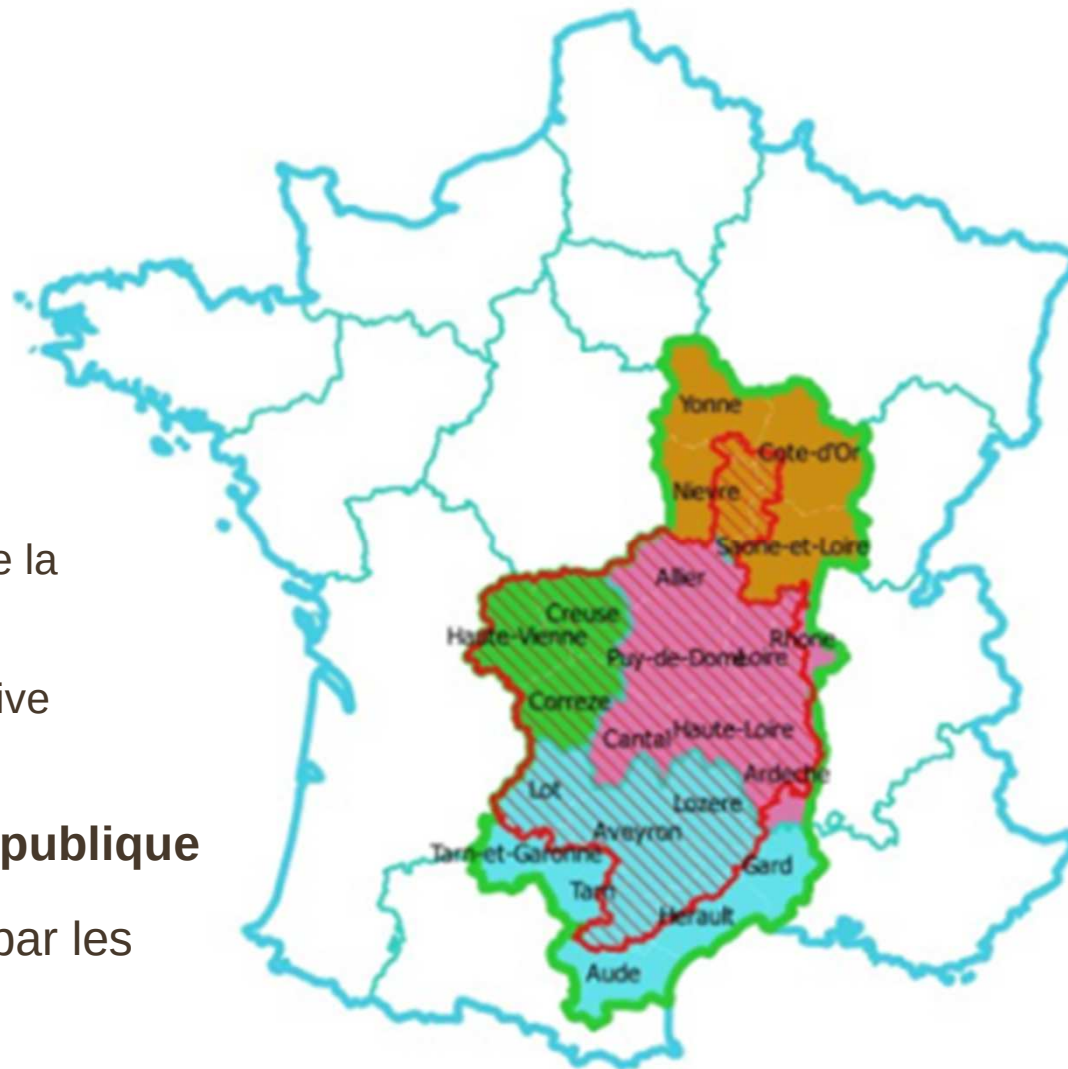 e la
ive
publique
par les
Yonne
Cote-d'Or
Nievre
Saone-et-Loire
Allier
Creuse
Haute-Vienne
Rhone
Puy-de-Dome
Loire
Correze
Cantal
Haute-Loire
Ardeche
Lot
Lozere
Aveyron
Tarn-et-Garonne
Gard
Tarn
Herault
Aude